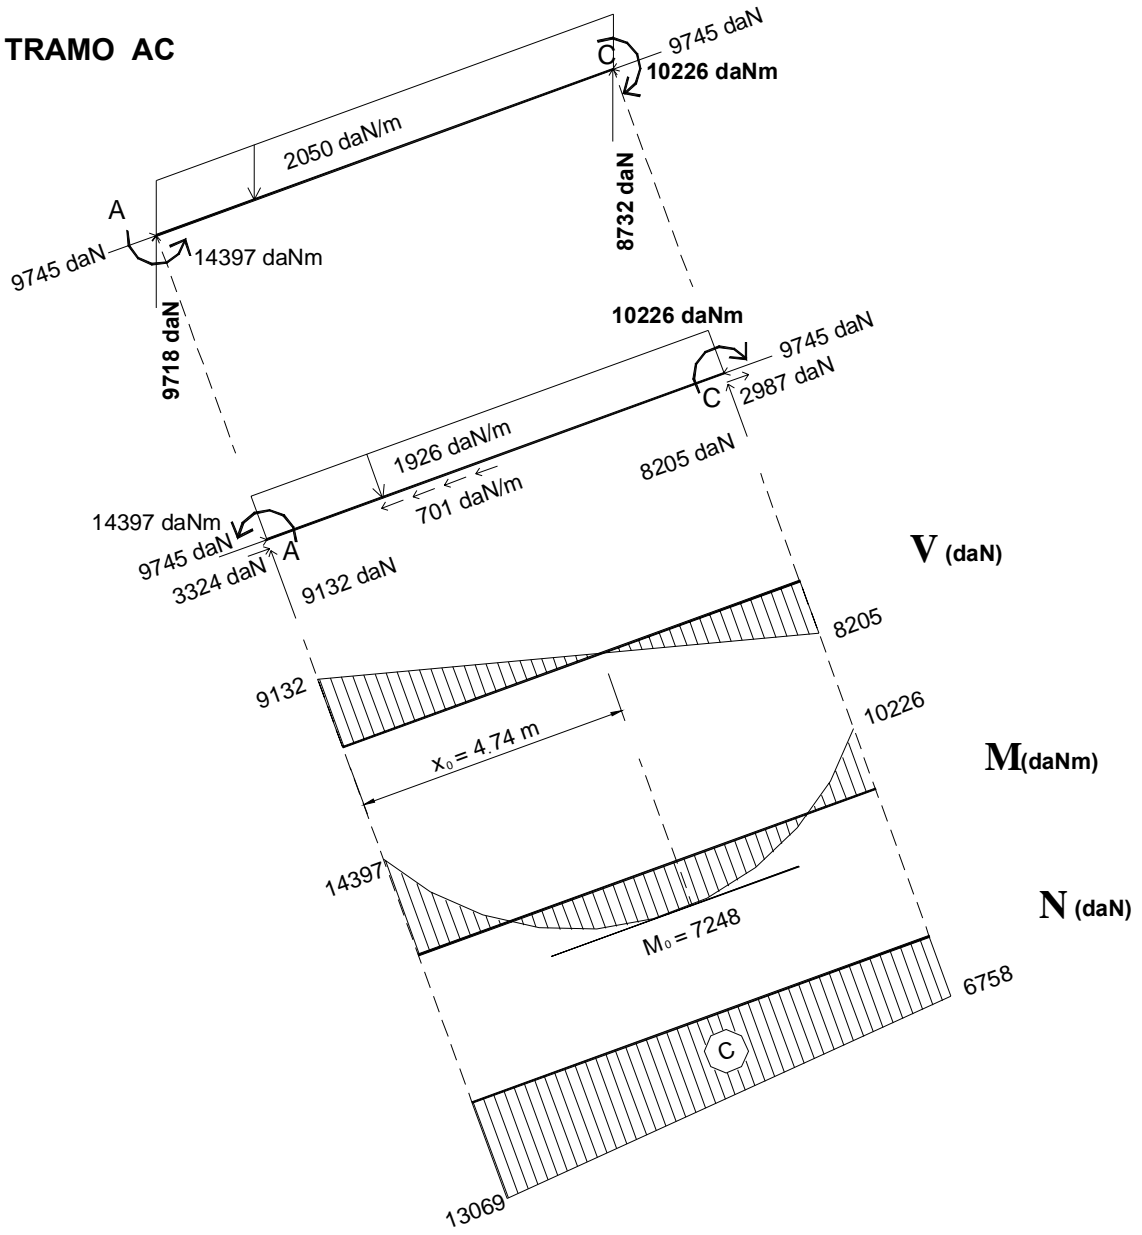 TRAMO AC
9745 daN
C
10226 daNm
2050 daN/m
8732 daN
A
9745 daN
14397 daNm
9718 daN
10226 daNm
9745 daN
2987 daN
C
1926 daN/m
8205 daN
701 daN/m
14397 daNm
9745 daN
A
3324 daN
9132 daN
V (daN)
8205
9132
x₀ = 4.74 m
10226
M(daNm)
14397
M₀ = 7248
N (daN)
6758
C
13069